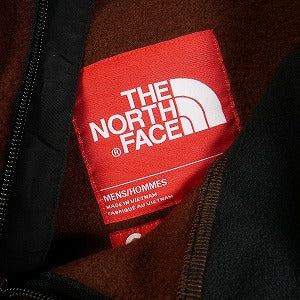 THE
NORTH
FACE
®
MENS/HOMMES
MADE IN VIETNAM
FABRIQUÉ AU VIETNAM